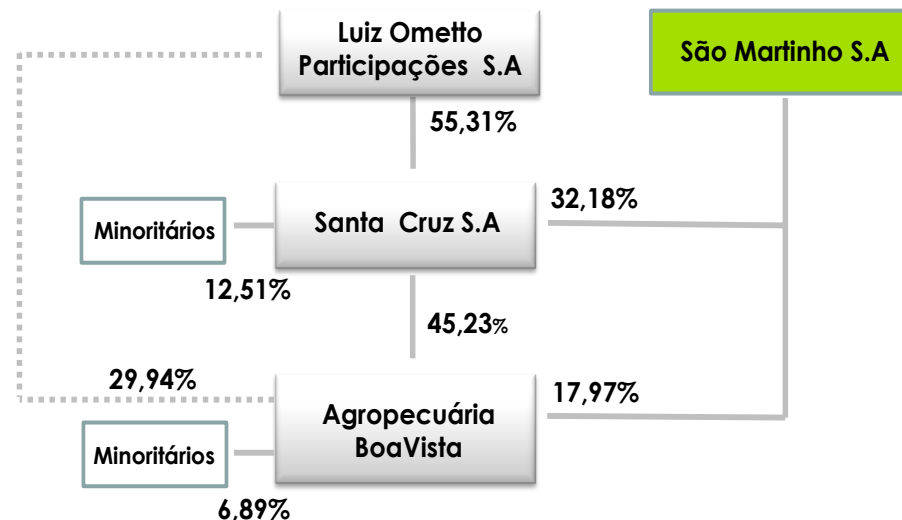 Luiz Ometto
Participações S.A
São Martinho S.A
55,31%
32,18%
Minoritários
Santa Cruz S.A
12,51%
45,23%
29,94%
17,97%
Agropecuária
BoaVista
Minoritários
6,89%